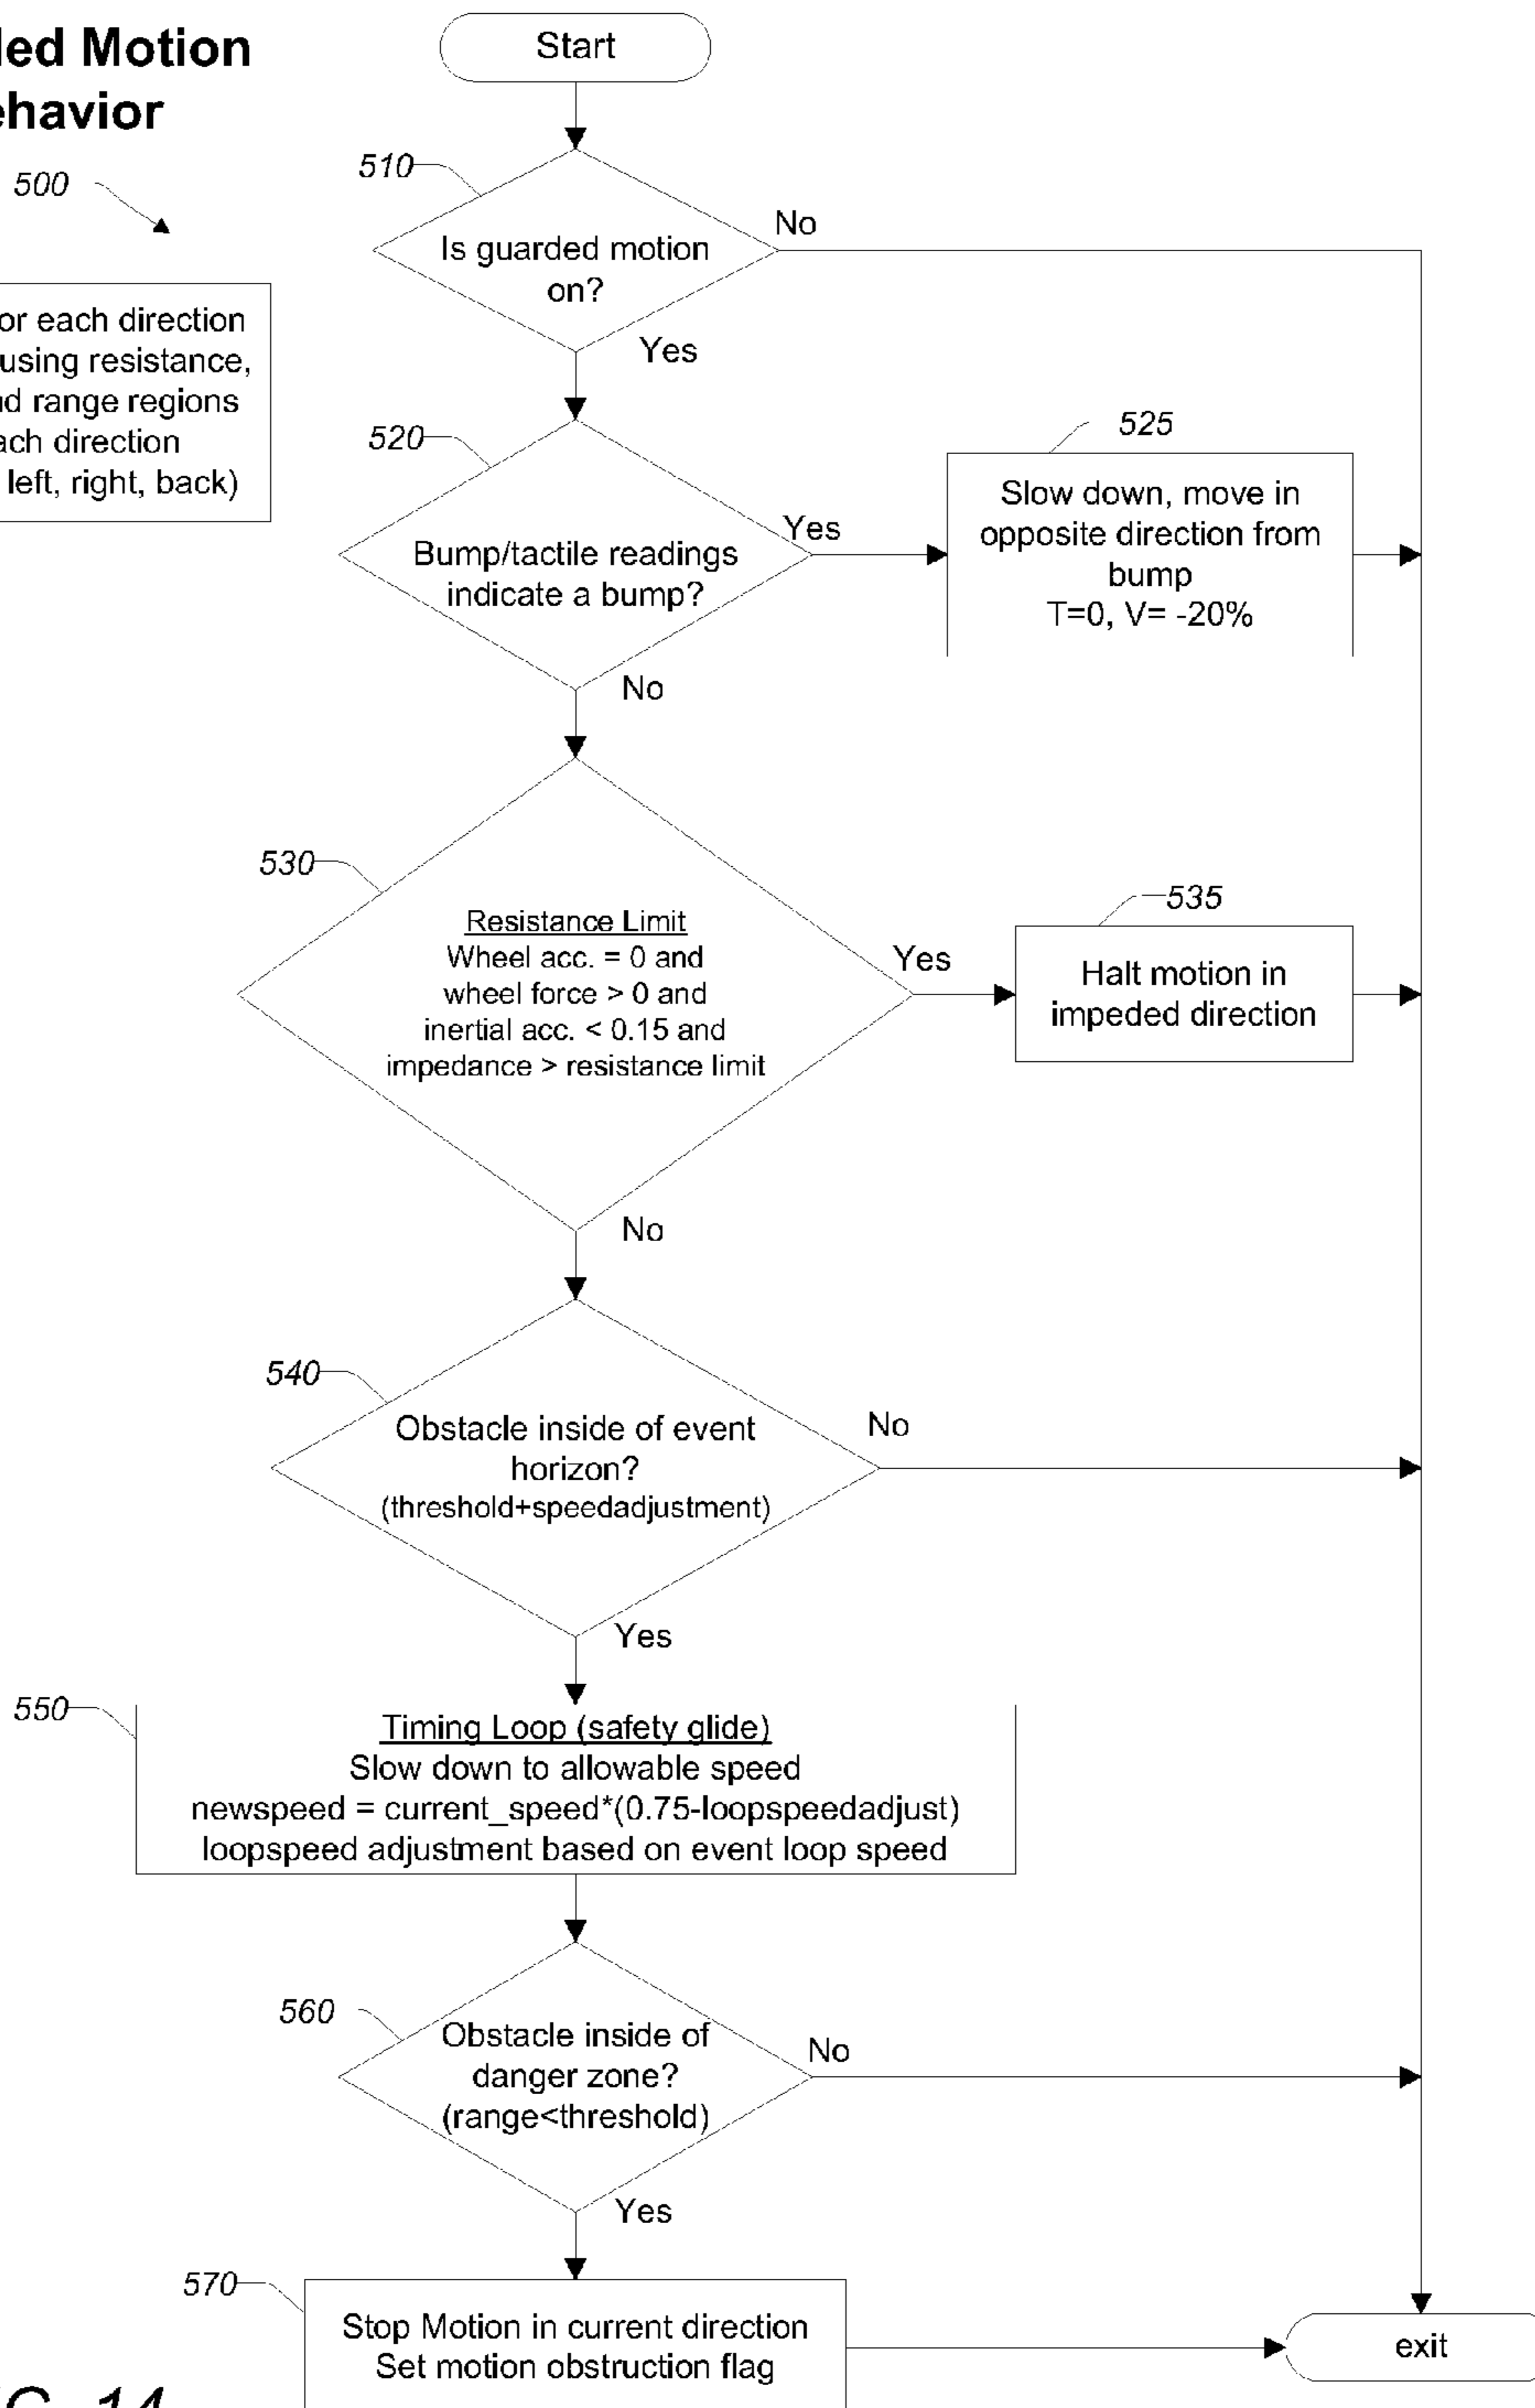 Motion
500
each direction
using resistance,
range regions
direction
left, right, back)
Start
510
Is guarded motion
on?
No
Yes
520
Bump/tactile readings
indicate a bump?
Yes
525
Slow down, move in
opposite direction from
bump
T=0, V= -20%
No
530
Resistance Limit
Wheel acc. = 0 and
wheel force > 0 and
inertial acc. < 0.15 and
impedance > resistance limit
Yes
535
Halt motion in
impeded direction
No
540
Obstacle inside of event
horizon?
(threshold+speedadjustment)
No
Yes
550
Timing Loop (safety glide)
Slow down to allowable speed
newspeed = current_speed*(0.75-loopspeedadjust)
loopspeed adjustment based on event loop speed
560
Obstacle inside of
danger zone?
(range<threshold)
No
Yes
570
Stop Motion in current direction
Set motion obstruction flag
exit
14